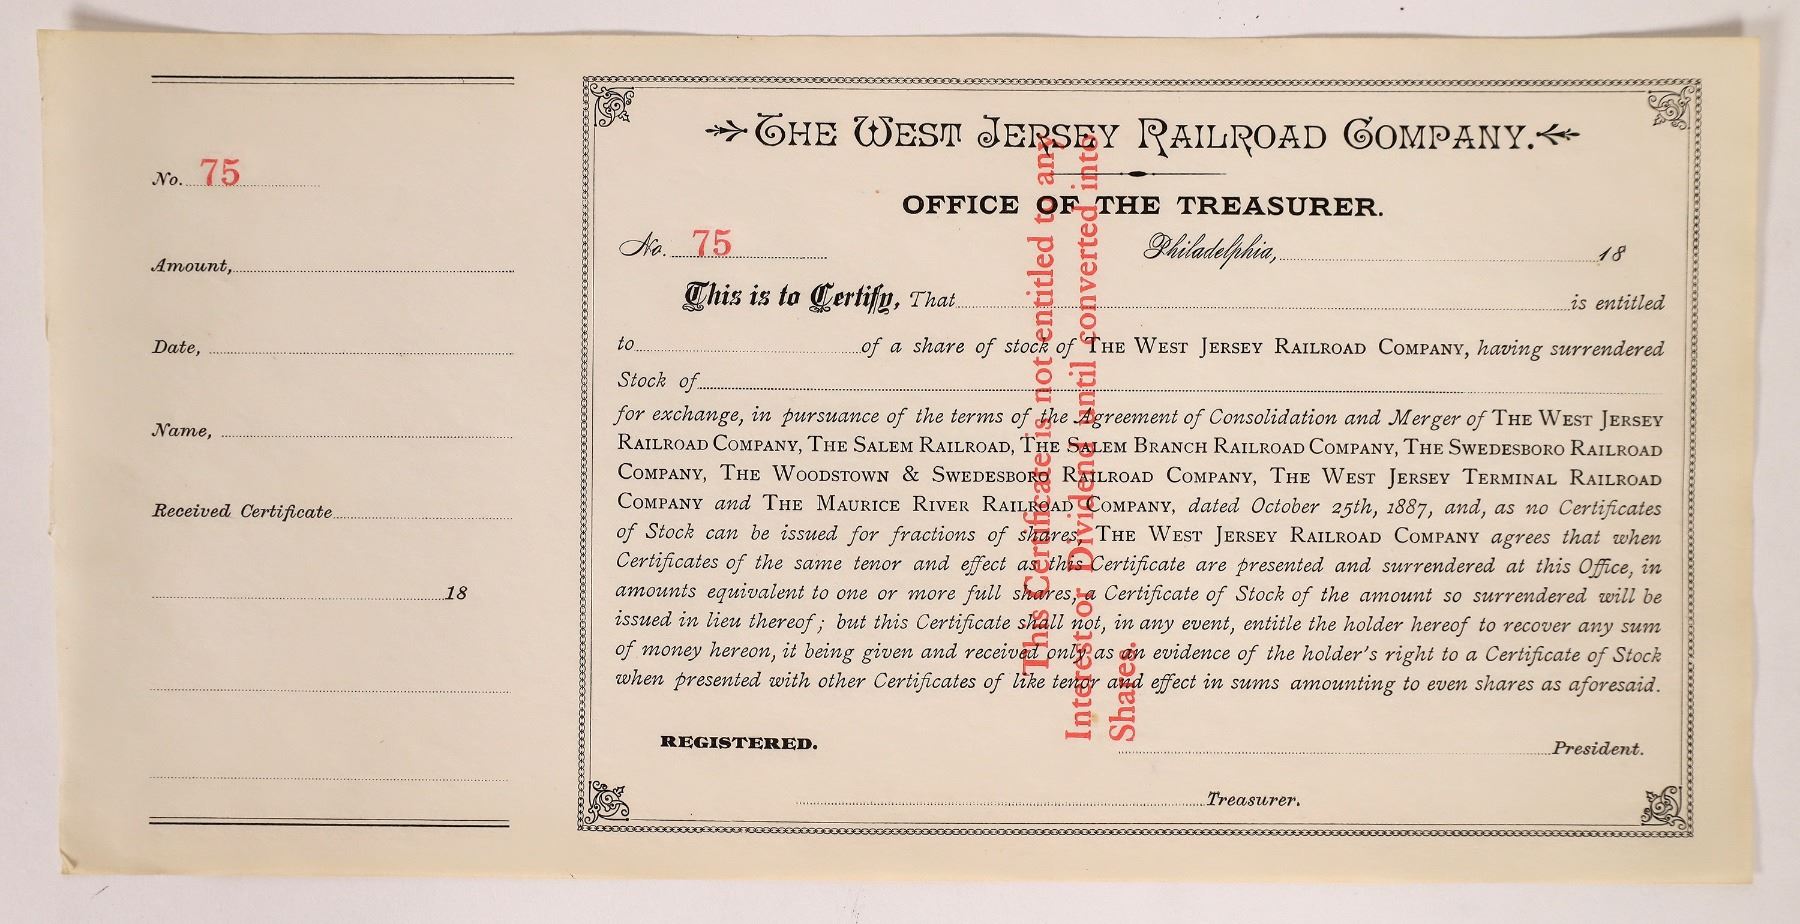 No. 75
Amount,
Date,
Name,
Received Certificate
18
THE WEST JERSEY RAILROAD COMPANY.
OFFICE OF THE TREASURER.
No. 75 Philadelphia, 18
This is to Certify, That is entitled
to of a share of stock of THE WEST JERSEY RAILROAD COMPANY, having surrendered
Stock of
for exchange, in pursuance of the terms of the Agreement of Consolidation and Merger of THE WEST JERSEY
RAILROAD COMPANY, THE SALEM RAILROAD, THE SALEM BRANCH RAILROAD COMPANY, THE SWEDESBORO RAILROAD
COMPANY, THE WOODSTOWN & SWEDESBORO RAILROAD COMPANY, THE WEST JERSEY TERMINAL RAILROAD
COMPANY and THE MAURICE RIVER RAILROAD COMPANY, dated October 25th, 1887, and, as no Certificates
of Stock can be issued for fractions of shares, THE WEST JERSEY RAILROAD COMPANY agrees that when
Certificates of the same tenor and effect as this Certificate are presented and surrendered at this Office, in
amounts equivalent to one or more full shares, a Certificate of Stock of the amount so surrendered will be
issued in lieu thereof; but this Certificate shall not, in any event, entitle the holder hereof to recover any sum
of money hereon, it being given and received only as an evidence of the holder's right to a Certificate of Stock
when presented with other Certificates of like tenor and effect in sums amounting to even shares as aforesaid.
REGISTERED.
President.
Treasurer.
This Certificate is not entitled to any
Interest or Dividend until converted into
Shares.